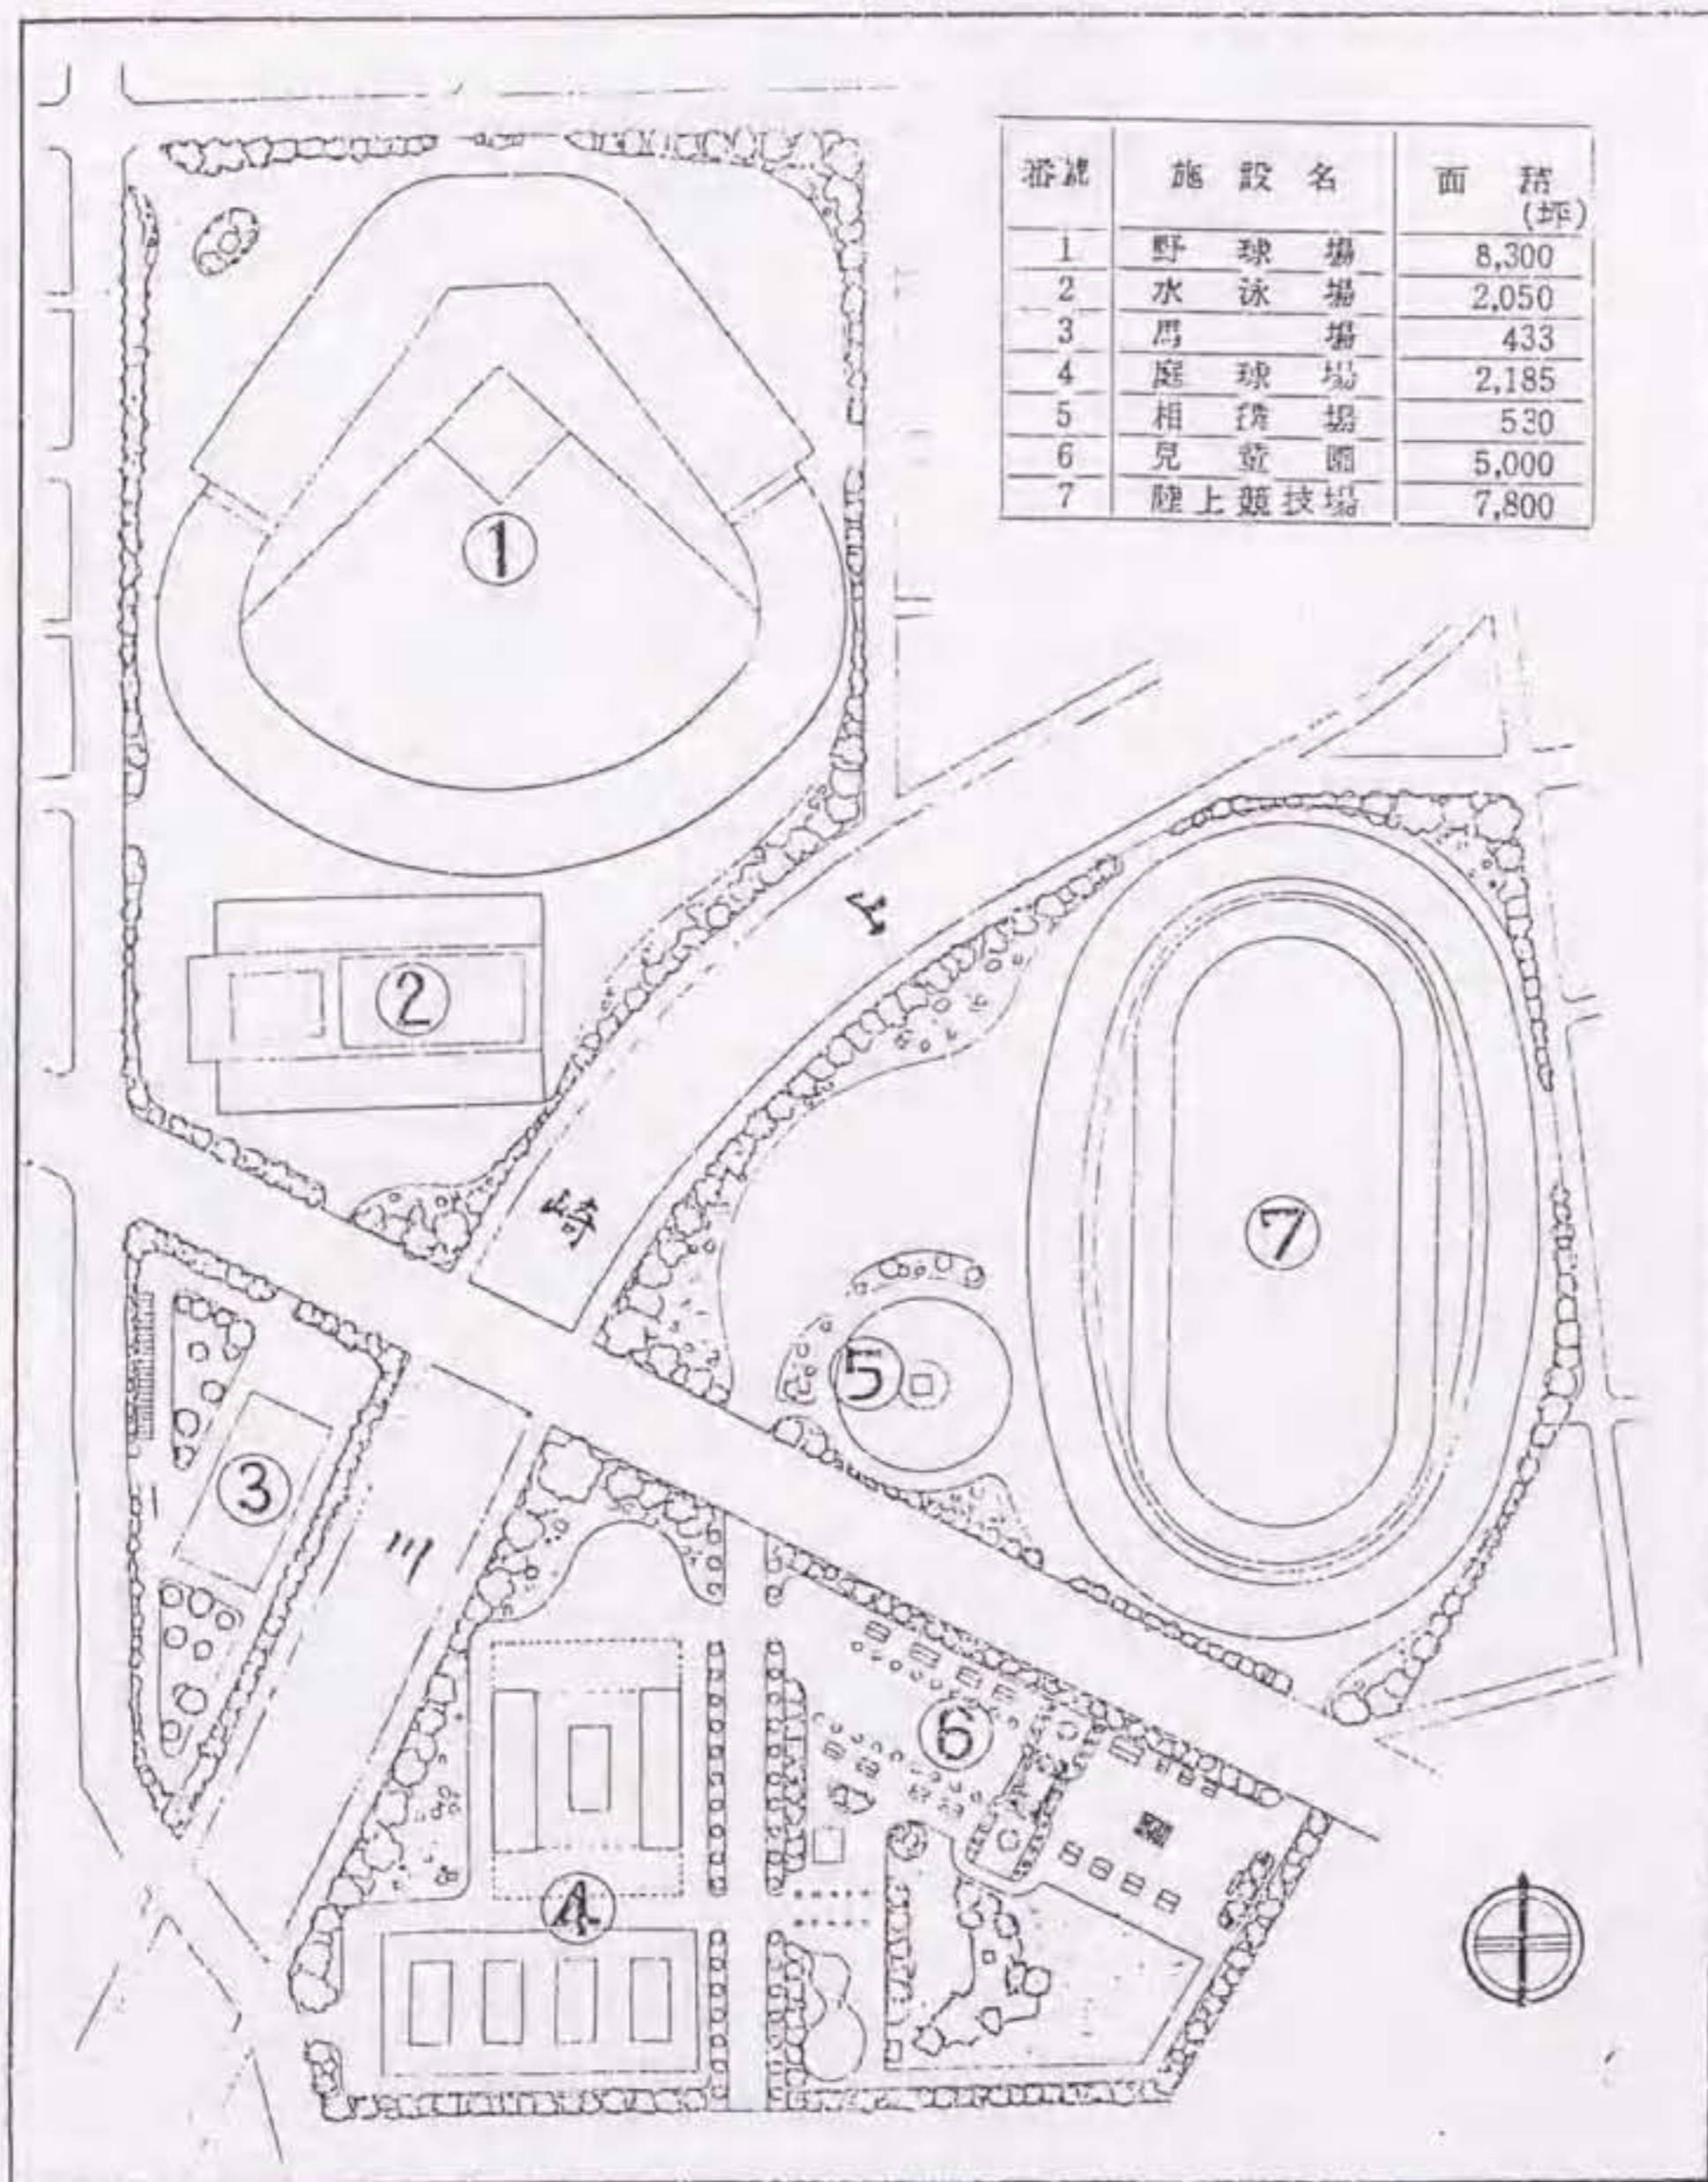 番號 施設名 面積(坪)
1 野球場 8,300
2 水泳場 2,050
3 馬場 433
4 庭球場 2,185
5 相撲場 530
6 児童園 5,000
7 陸上競技場 7,800
①
②
上
崎
川
③
⑤
⑦
⑥
④